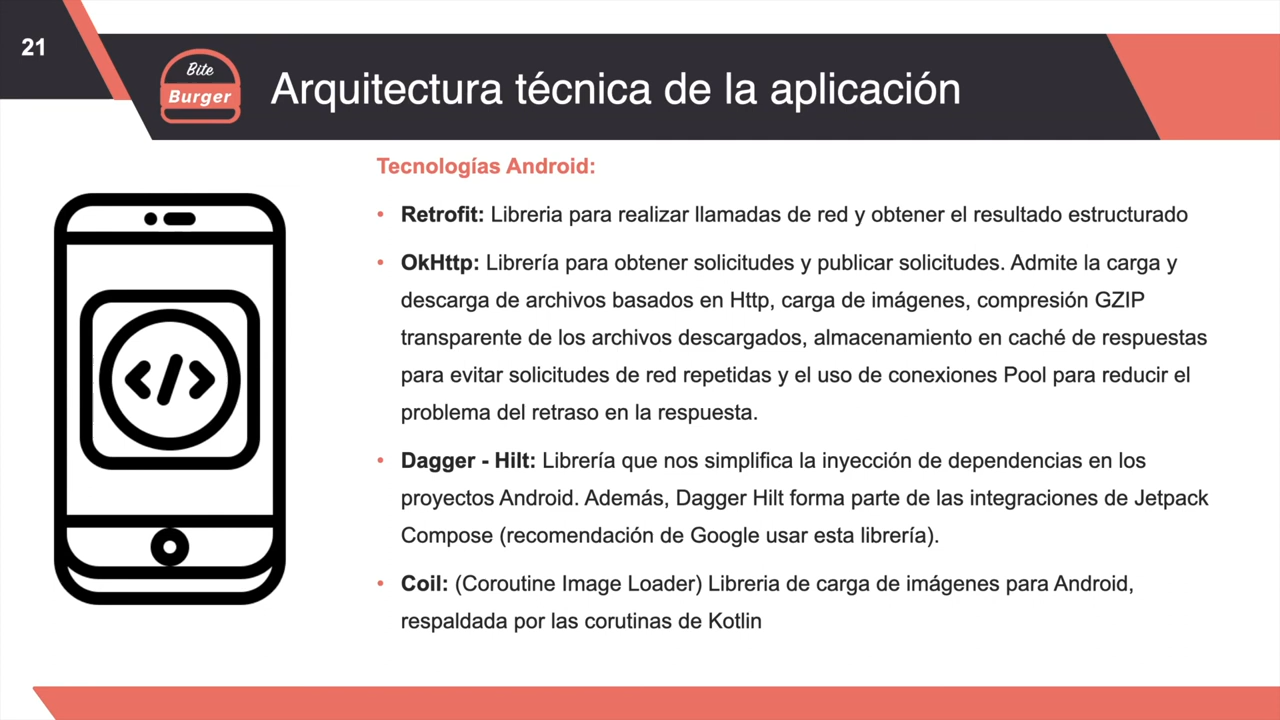 21
Bite
Burger
Arquitectura técnica de la aplicación
Tecnologías Android:
• Retrofit: Libreria para realizar llamadas de red y obtener el resultado estructurado
• OkHttp: Librería para obtener solicitudes y publicar solicitudes. Admite la carga y
descarga de archivos basados en Http, carga de imágenes, compresión GZIP
transparente de los archivos descargados, almacenamiento en caché de respuestas
para evitar solicitudes de red repetidas y el uso de conexiones Pool para reducir el
problema del retraso en la respuesta.
• Dagger - Hilt: Librería que nos simplifica la inyección de dependencias en los
proyectos Android. Además, Dagger Hilt forma parte de las integraciones de Jetpack
Compose (recomendación de Google usar esta librería).
• Coil: (Coroutine Image Loader) Libreria de carga de imágenes para Android,
respaldada por las corutinas de Kotlin